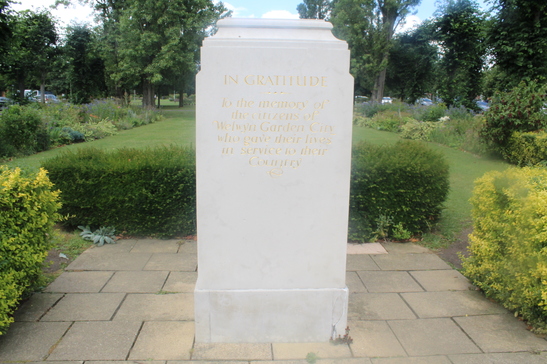 IN GRATITUDE
to the memory of
the citizens of
Welwyn Garden City
who gave their lives
in service to their
Country